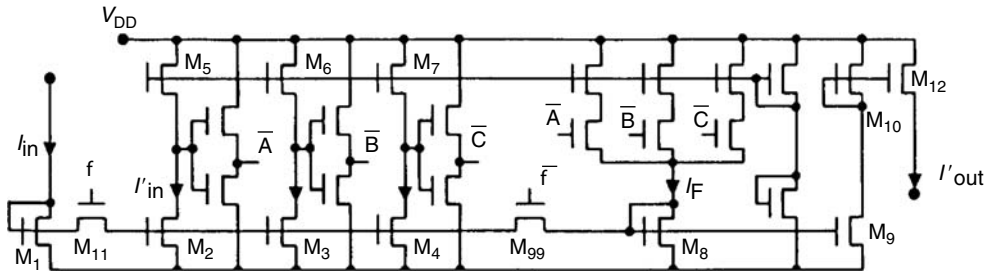 V_DD
M_5 M_6 M_7 M_12
A̅ B̅ C̅ A̅ B̅ C̅ M_10
I_in f I'_in f̅ I_F I'_out
M_1 M_11 M_2 M_3 M_4 M_99 M_8 M_9